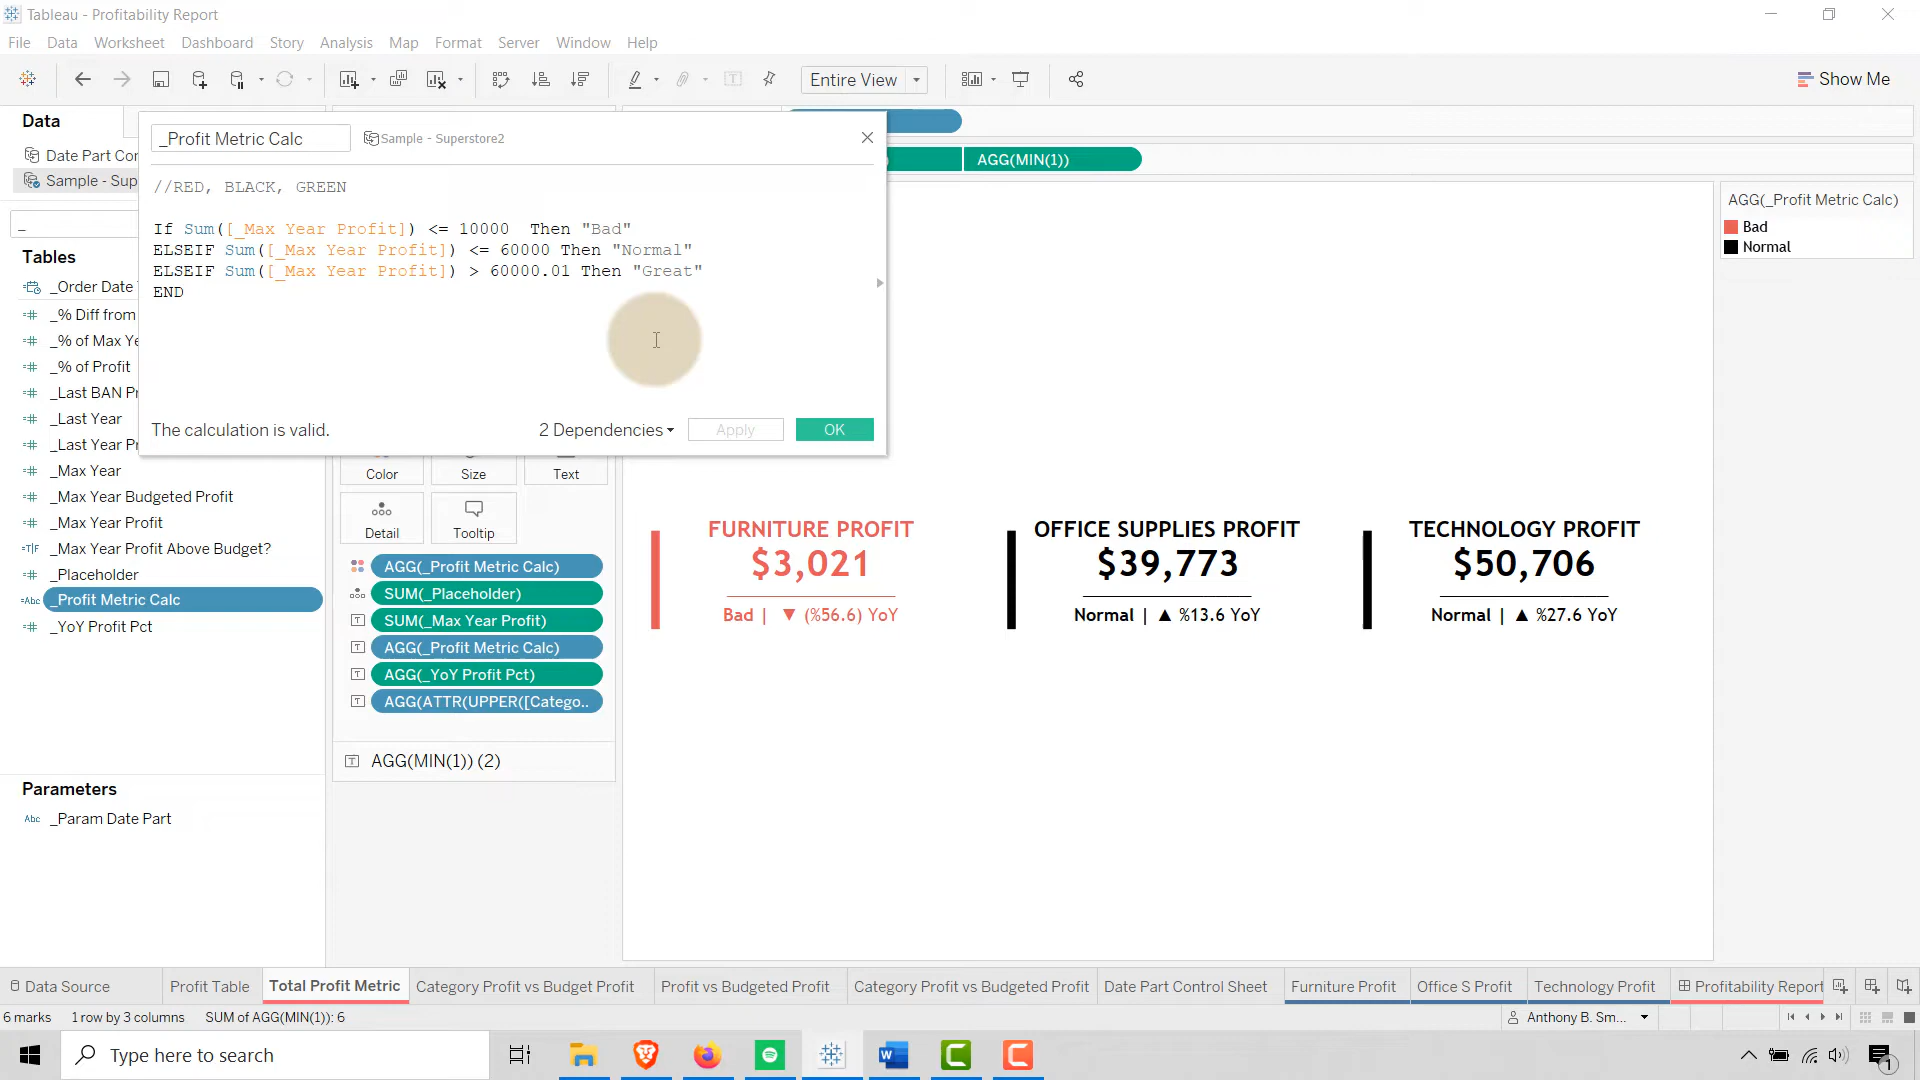 Tableau - Profitability Report
File Data Worksheet Dashboard Story Analysis Map Format Server Window Help
Entire View
Show Me
Data
Date Part Cor
Sample - Sup
_
Tables
_Order Date
_% Diff from
_% of Max Ye
_% of Profit
_Last BAN Pr
_Last Year
_Last Year Pr
_Max Year
_Max Year Budgeted Profit
_Max Year Profit
_Max Year Profit Above Budget?
_Placeholder
_Profit Metric Calc
_YoY Profit Pct
Parameters
_Param Date Part
_Profit Metric Calc
Sample - Superstore2
//RED, BLACK, GREEN
If Sum([_Max Year Profit]) <= 10000  Then "Bad"
ELSEIF Sum([_Max Year Profit]) <= 60000 Then "Normal"
ELSEIF Sum([_Max Year Profit]) > 60000.01 Then "Great"
END
The calculation is valid.
2 Dependencies
Apply
OK
AGG(MIN(1))
Color
Size
Text
Detail
Tooltip
AGG(_Profit Metric Calc)
SUM(_Placeholder)
SUM(_Max Year Profit)
AGG(_Profit Metric Calc)
AGG(_YoY Profit Pct)
AGG(ATTR(UPPER([Catego..
AGG(MIN(1)) (2)
FURNITURE PROFIT
$3,021
Bad | ▼ (%56.6) YoY
OFFICE SUPPLIES PROFIT
$39,773
Normal | ▲ %13.6 YoY
TECHNOLOGY PROFIT
$50,706
Normal | ▲ %27.6 YoY
AGG(_Profit Metric Calc)
Bad
Normal
Data Source
Profit Table
Total Profit Metric
Category Profit vs Budget Profit
Profit vs Budgeted Profit
Category Profit vs Budgeted Profit
Date Part Control Sheet
Furniture Profit
Office S Profit
Technology Profit
Profitability Report
6 marks
1 row by 3 columns
SUM of AGG(MIN(1)): 6
Anthony B. Sm...
Type here to search
1